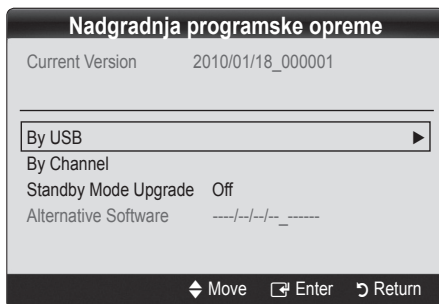 Nadgradnja programske opreme
Current Version 2010/01/18_000001
By USB
By Channel
Standby Mode Upgrade Off
Alternative Software ----/--/--/--_------
Move Enter Return